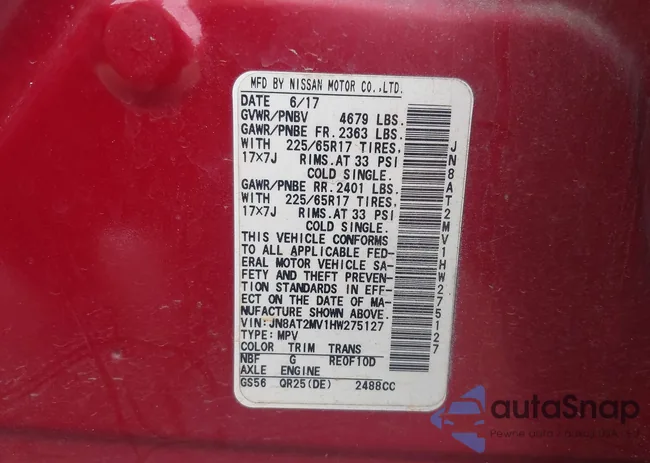 MFD BY NISSAN MOTOR CO.,LTD.
DATE 6/17
GVWR/PNBV 4679 LBS.
GAWR/PNBE FR. 2363 LBS.
WITH 225/65R17 TIRES,
17X7J RIMS.AT 33 PSI
COLD SINGLE.
GAWR/PNBE RR. 2401 LBS.
WITH 225/65R17 TIRES,
17X7J RIMS.AT 33 PSI
COLD SINGLE.
THIS VEHICLE CONFORMS
TO ALL APPLICABLE FED-
ERAL MOTOR VEHICLE SA-
FETY AND THEFT PREVEN-
TION STANDARDS IN EFF-
ECT ON THE DATE OF MA-
NUFACTURE SHOWN ABOVE.
VIN:JN8AT2MV1HW275127
TYPE: MPV
COLOR TRIM TRANS
NBF G RE0F10D
AXLE ENGINE
GS56 QR25(DE) 2488CC
JN8AT2MV1HW275127
autaSnap